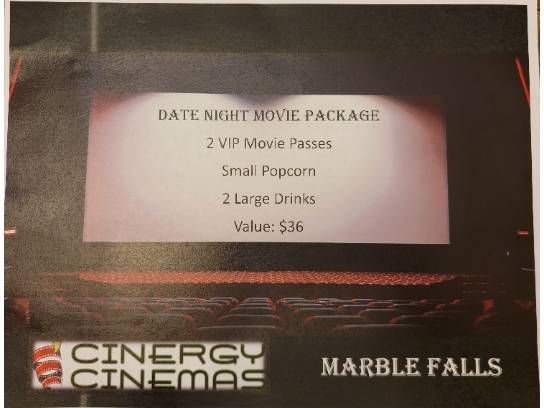 DATE NIGHT MOVIE PACKAGE
2 VIP Movie Passes
Small Popcorn
2 Large Drinks
Value: $36
CINERGY
CINEMAS
MARBLE FALLS